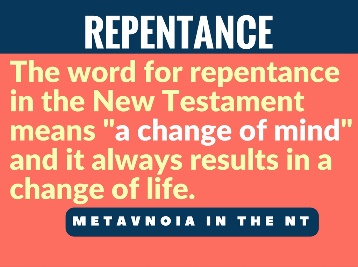 REPENTANCE
The word for repentance
in the New Testament
means "a change of mind"
and it always results in a
change of life.
METAVNOIA IN THE NT